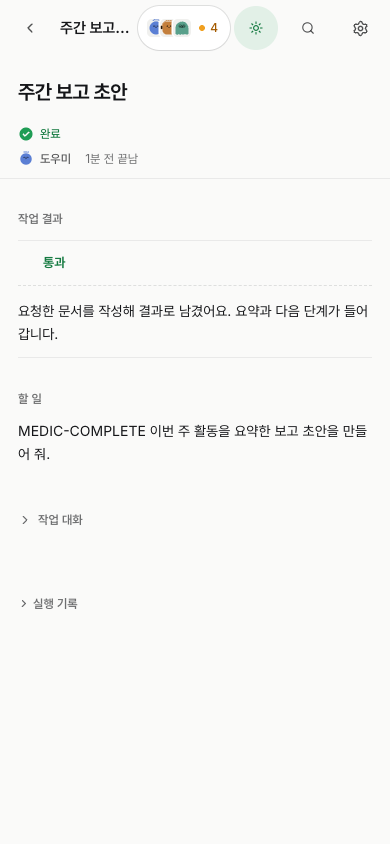 주간 보고...
4
주간 보고 초안
완료
도우미 1분 전 끝남
작업 결과
통과
요청한 문서를 작성해 결과로 남겼어요. 요약과 다음 단계가 들어
갑니다.
할 일
MEDIC-COMPLETE 이번 주 활동을 요약한 보고 초안을 만들
어 줘.
작업 대화
실행 기록